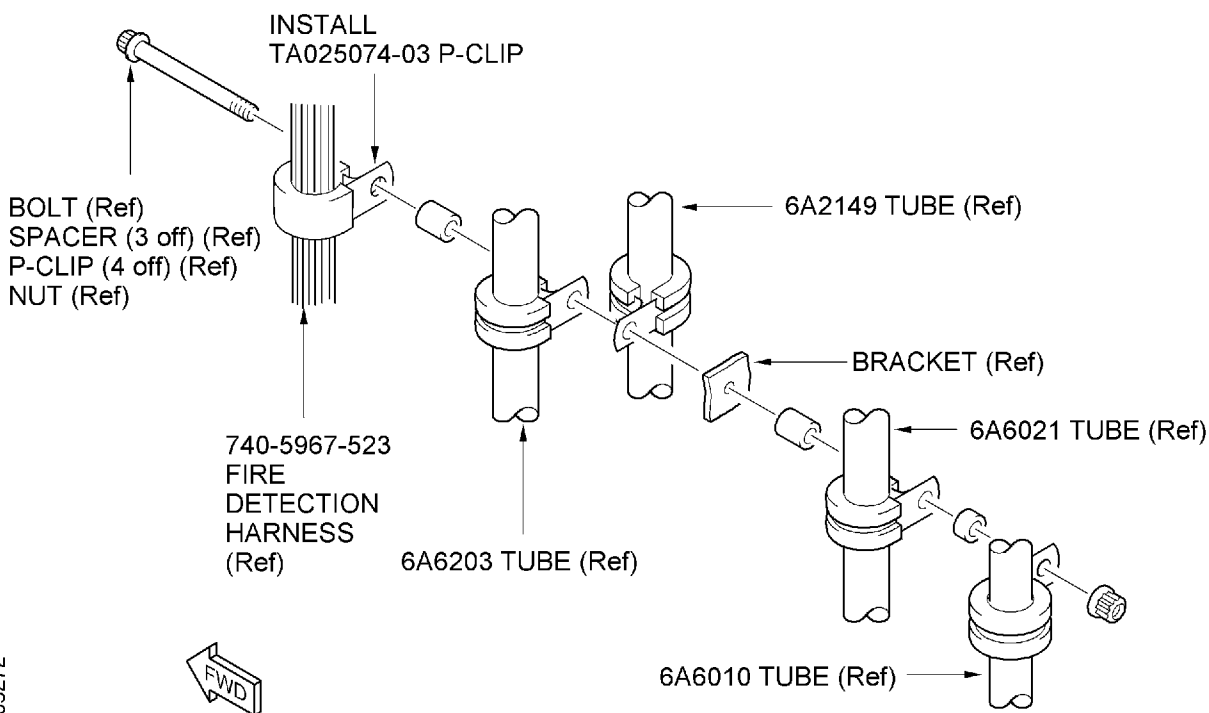 INSTALL
TA025074-03 P-CLIP
BOLT (Ref)
SPACER (3 off) (Ref)
P-CLIP (4 off) (Ref)
NUT (Ref)
6A2149 TUBE (Ref)
BRACKET (Ref)
6A6021 TUBE (Ref)
740-5967-523
FIRE
DETECTION
HARNESS
(Ref)
6A6203 TUBE (Ref)
6A6010 TUBE (Ref)
FWD